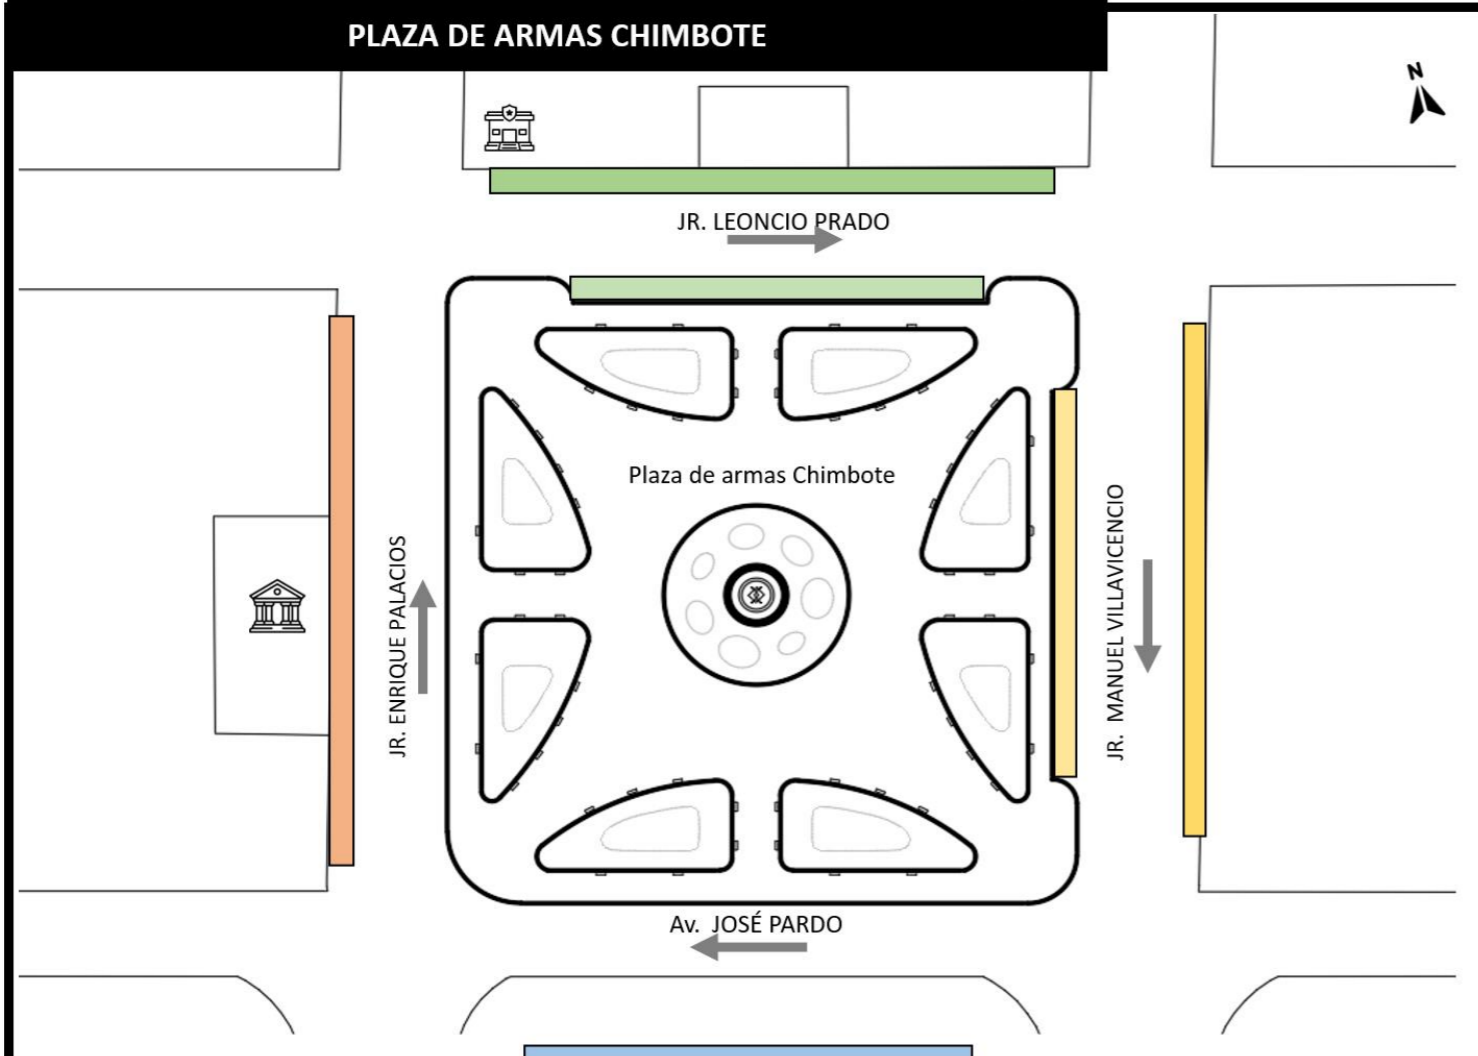 PLAZA DE ARMAS CHIMBOTE
N
JR. LEONCIO PRADO
Plaza de armas Chimbote
JR. ENRIQUE PALACIOS
JR. MANUEL VILLAVICENCIO
Av. JOSÉ PARDO